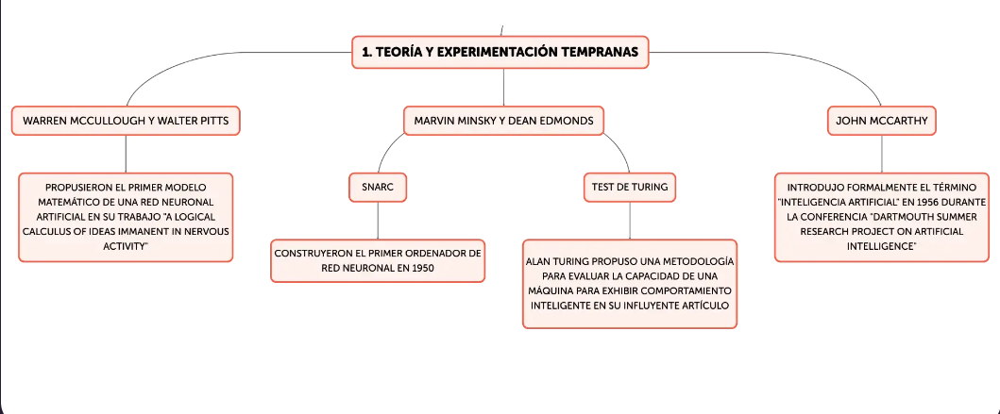 1. TEORÍA Y EXPERIMENTACIÓN TEMPRANAS
WARREN MCCULLOUGH Y WALTER PITTS
MARVIN MINSKY Y DEAN EDMONDS
JOHN MCCARTHY
PROPUSIERON EL PRIMER MODELO
MATEMÁTICO DE UNA RED NEURONAL
ARTIFICIAL EN SU TRABAJO "A LOGICAL
CALCULUS OF IDEAS IMMANENT IN NERVOUS
ACTIVITY"
SNARC
TEST DE TURING
INTRODUJO FORMALMENTE EL TÉRMINO
"INTELIGENCIA ARTIFICIAL" EN 1956 DURANTE
LA CONFERENCIA "DARTMOUTH SUMMER
RESEARCH PROJECT ON ARTIFICIAL
INTELLIGENCE"
CONSTRUYERON EL PRIMER ORDENADOR DE
RED NEURONAL EN 1950
ALAN TURING PROPUSO UNA METODOLOGÍA
PARA EVALUAR LA CAPACIDAD DE UNA
MÁQUINA PARA EXHIBIR COMPORTAMIENTO
INTELIGENTE EN SU INFLUYENTE ARTÍCULO